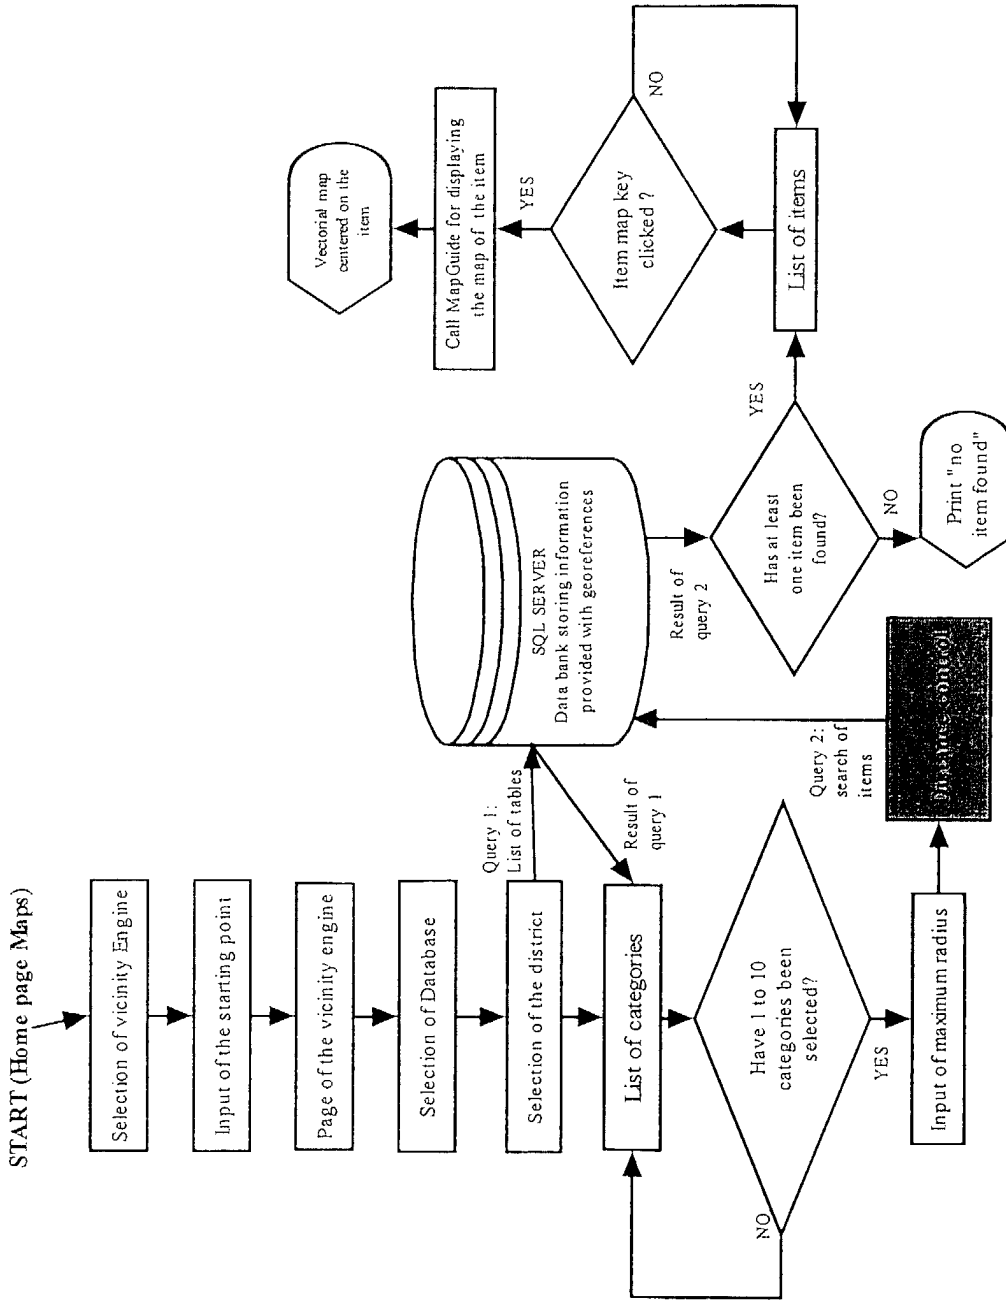 START (Home page Maps)
Selection of vicinity Engine
Input of the starting point
Page of the vicinity engine
Selection of Database
Selection of the district
Query 1:
List of tables
Result of
query 1
List of categories
Have 1 to 10
categories been
selected?
NO
YES
Input of maximum radius
Distance control
Query 2:
search of
items
SQL SERVER
Data bank storing information
provided with georeferences
Result of
query 2
Has at least
one item been
found?
NO
Print "no
item found"
YES
List of items
Item map key
clicked ?
NO
YES
Call MapGuide for displaying
the map of the item
Vectorial map
centered on the
item